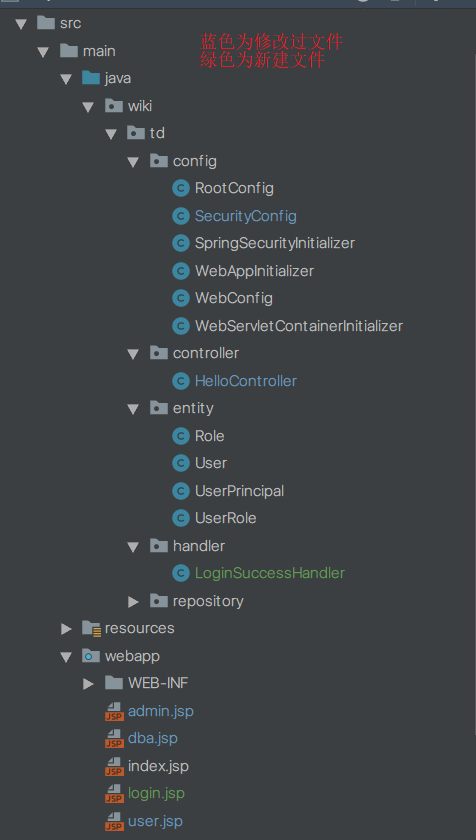 src
main
蓝色为修改过文件
绿色为新建文件
java
wiki
td
config
RootConfig
SecurityConfig
SpringSecurityInitializer
WebAppInitializer
WebConfig
WebServletContainerInitializer
controller
HelloController
entity
Role
User
UserPrincipal
UserRole
handler
LoginSuccessHandler
repository
resources
webapp
WEB-INF
admin.jsp
dba.jsp
index.jsp
login.jsp
user.jsp